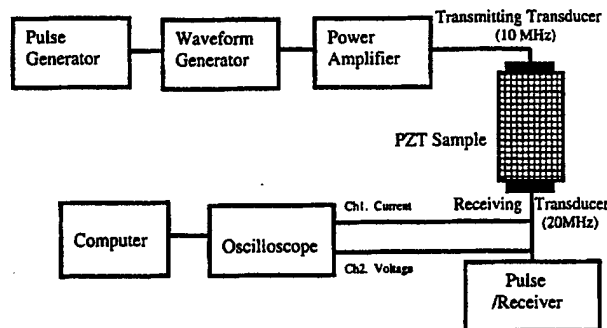 Pulse
Generator
Waveform
Generator
Power
Amplifier
Transmitting Transducer
(10 MHz)
PZT Sample
Receiving Transducer
(20MHz)
Ch1. Current
Computer
Oscilloscope
Ch2. Voltage
Pulse
/Receiver